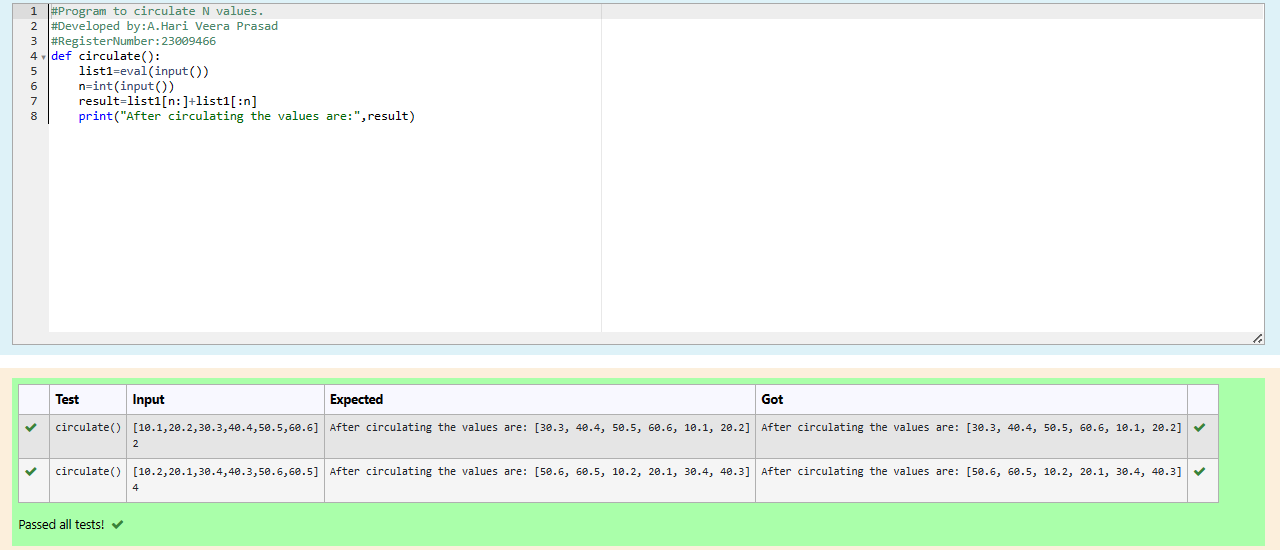 1 #Program to circulate N values.
2 #Developed by:A.Hari Veera Prasad
3 #RegisterNumber:23009466
4 def circulate():
5     list1=eval(input())
6     n=int(input())
7     result=list1[n:]+list1[:n]
8     print("After circulating the values are:",result)
Test Input Expected Got
circulate() [10.1,20.2,30.3,40.4,50.5,60.6] After circulating the values are: [30.3, 40.4, 50.5, 60.6, 10.1, 20.2] After circulating the values are: [30.3, 40.4, 50.5, 60.6, 10.1, 20.2]
2
circulate() [10.2,20.1,30.4,40.3,50.6,60.5] After circulating the values are: [50.6, 60.5, 10.2, 20.1, 30.4, 40.3] After circulating the values are: [50.6, 60.5, 10.2, 20.1, 30.4, 40.3]
4
Passed all tests!